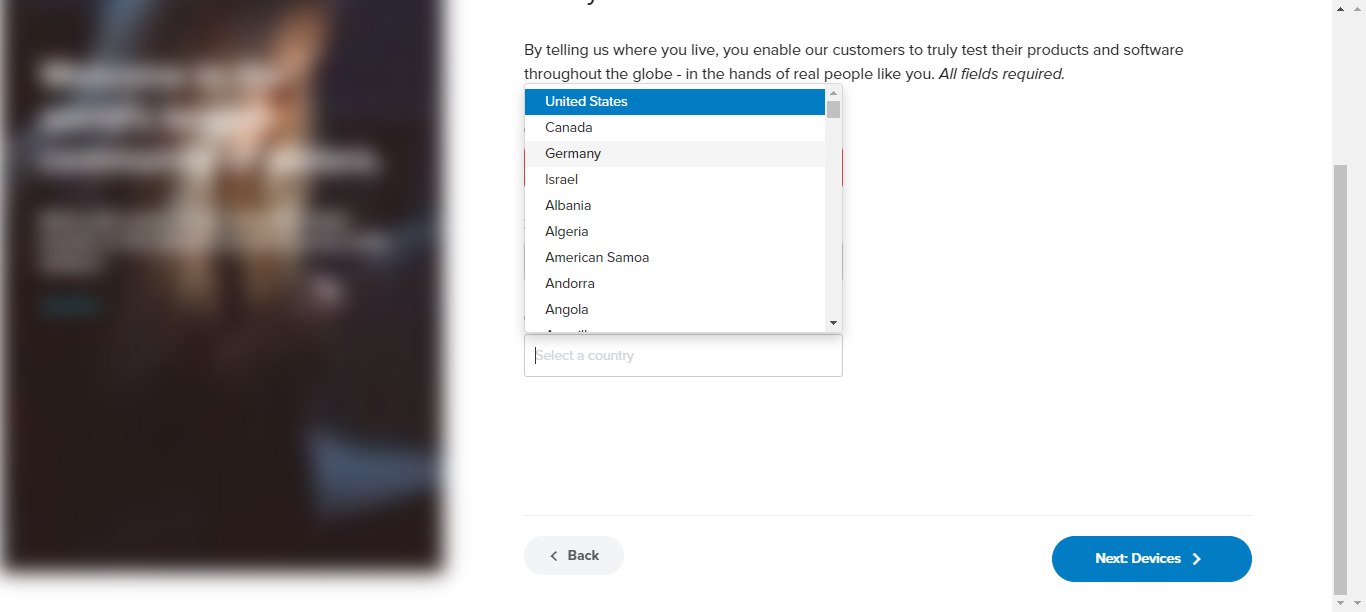 By telling us where you live, you enable our customers to truly test their products and software
throughout the globe - in the hands of real people like you. All fields required.
United States
Canada
Germany
Israel
Albania
Algeria
American Samoa
Andorra
Angola
Select a country
Back
Next: Devices